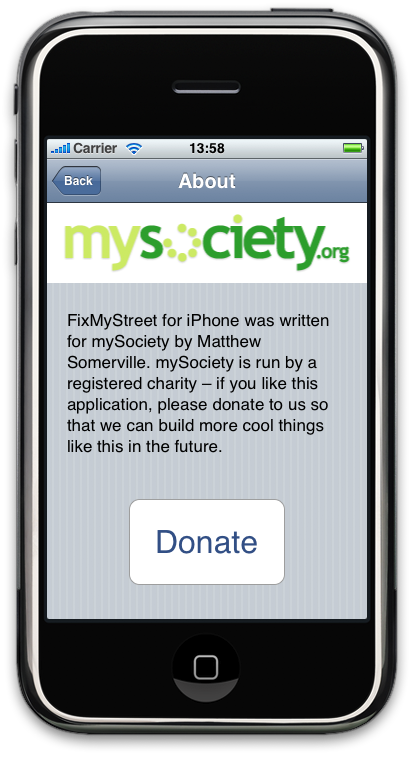 Carrier 13:58
Back About
mysociety.org
FixMyStreet for iPhone was written
for mySociety by Matthew
Somerville. mySociety is run by a
registered charity – if you like this
application, please donate to us so
that we can build more cool things
like this in the future.
Donate